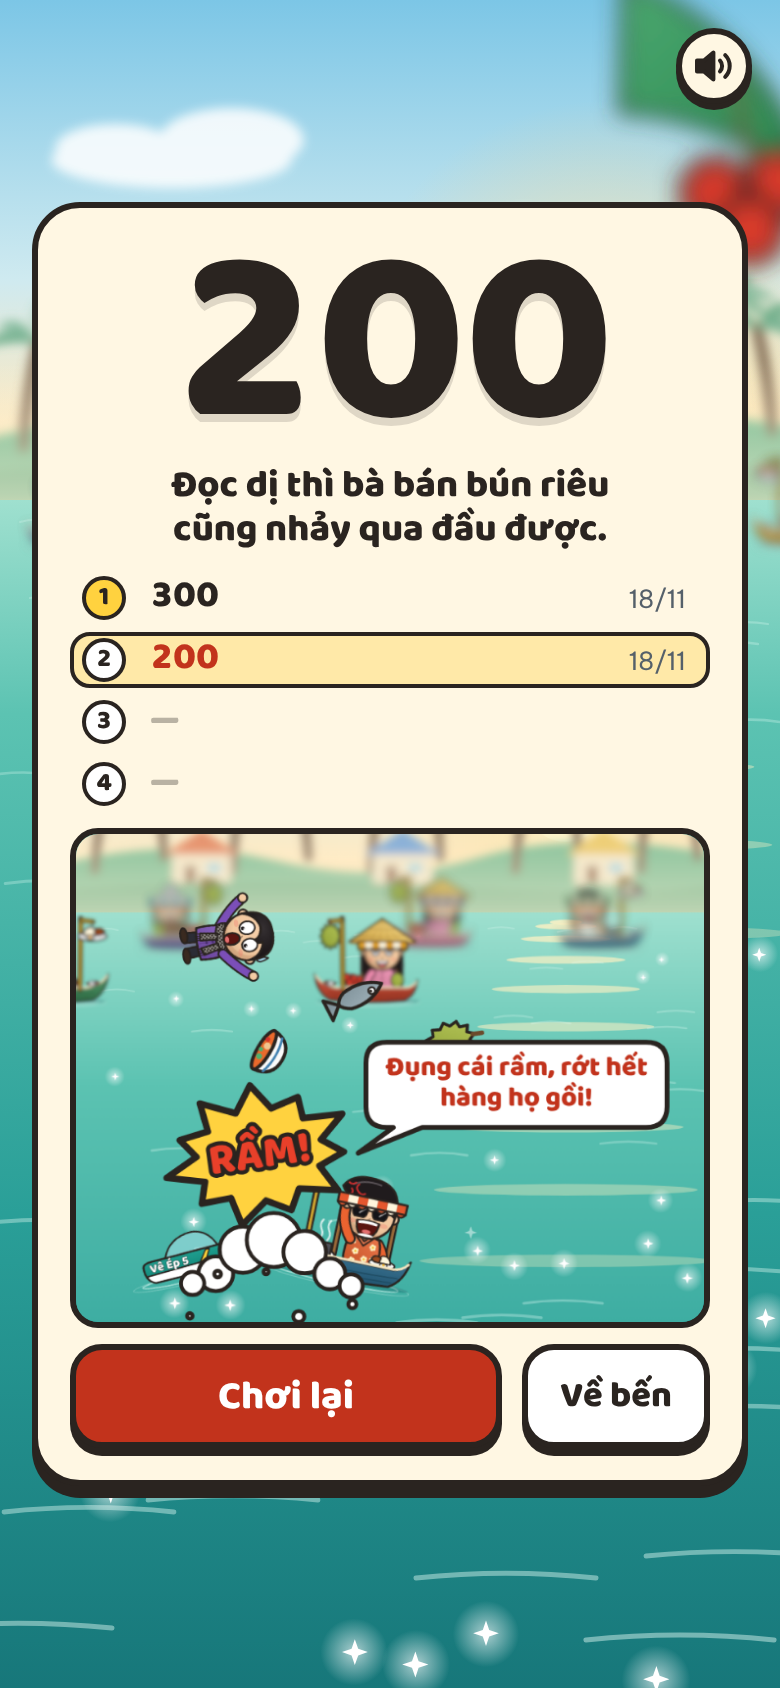 200
Đọc dị thì bà bán bún riêu
cũng nhảy qua đầu được.
1 300 18/11
2 200 18/11
3 —
4 —
Đụng cái rầm, rớt hết
hàng họ gồi!
RẦM!
Vè Ép 5
Chơi lại
Về bến